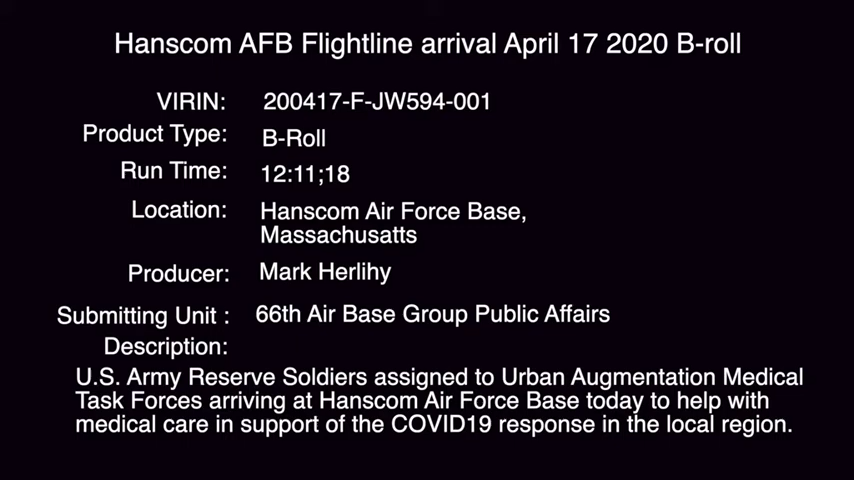 Hanscom AFB Flightline arrival April 17 2020 B-roll
VIRIN: 200417-F-JW594-001
Product Type: B-Roll
Run Time: 12:11;18
Location: Hanscom Air Force Base,
Massachusatts
Producer: Mark Herlihy
Submitting Unit : 66th Air Base Group Public Affairs
Description:
U.S. Army Reserve Soldiers assigned to Urban Augmentation Medical
Task Forces arriving at Hanscom Air Force Base today to help with
medical care in support of the COVID19 response in the local region.